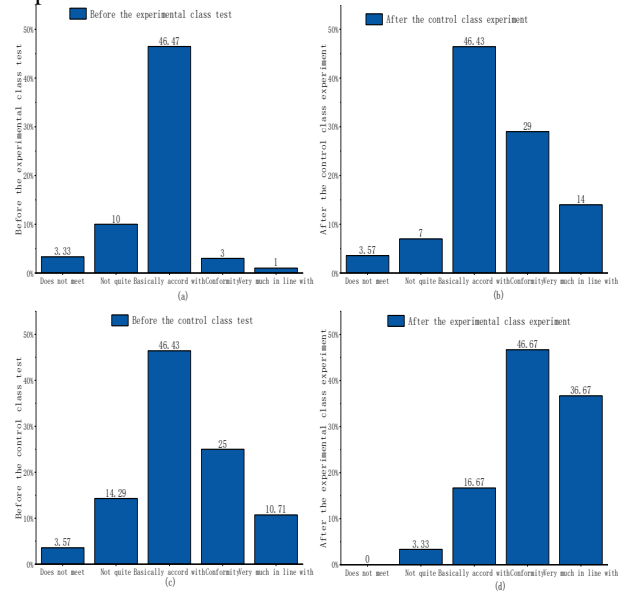 Before the experimental class test
50%
40%
30%
20%
10%
0%
Before the experimental class test
3.33
10
46.47
3
1
Does not meet Not quite Basically accord with Conformity Very much in line with
(a)
After the control class experiment
50%
40%
30%
20%
10%
0%
After the control class experiment
3.57
7
46.43
29
14
Does not meet Not quite Basically accord with Conformity Very much in line with
(b)
Before the control class test
50%
40%
30%
20%
10%
0%
Before the control class test
3.57
14.29
46.43
25
10.71
Does not meet Not quite Basically accord with Conformity Very much in line with
(c)
After the experimental class experiment
50%
40%
30%
20%
10%
0%
After the experimental class experiment
0
3.33
16.67
46.67
36.67
Does not meet Not quite Basically accord with Conformity Very much in line with
(d)